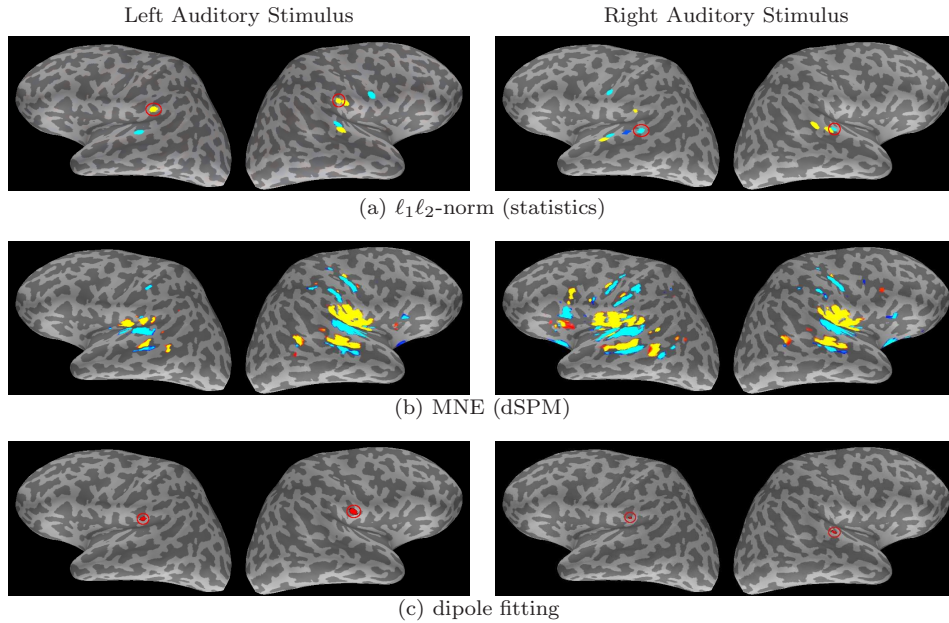 Left Auditory Stimulus
Right Auditory Stimulus
(a) ℓ1ℓ2-norm (statistics)
(b) MNE (dSPM)
(c) dipole fitting